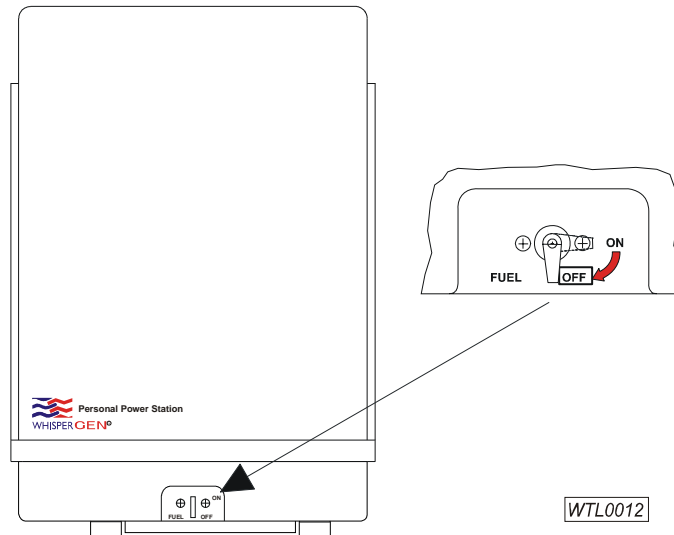 Personal Power Station
WHISPERGEN
ON
FUEL OFF
ON
FUEL OFF
WTL0012